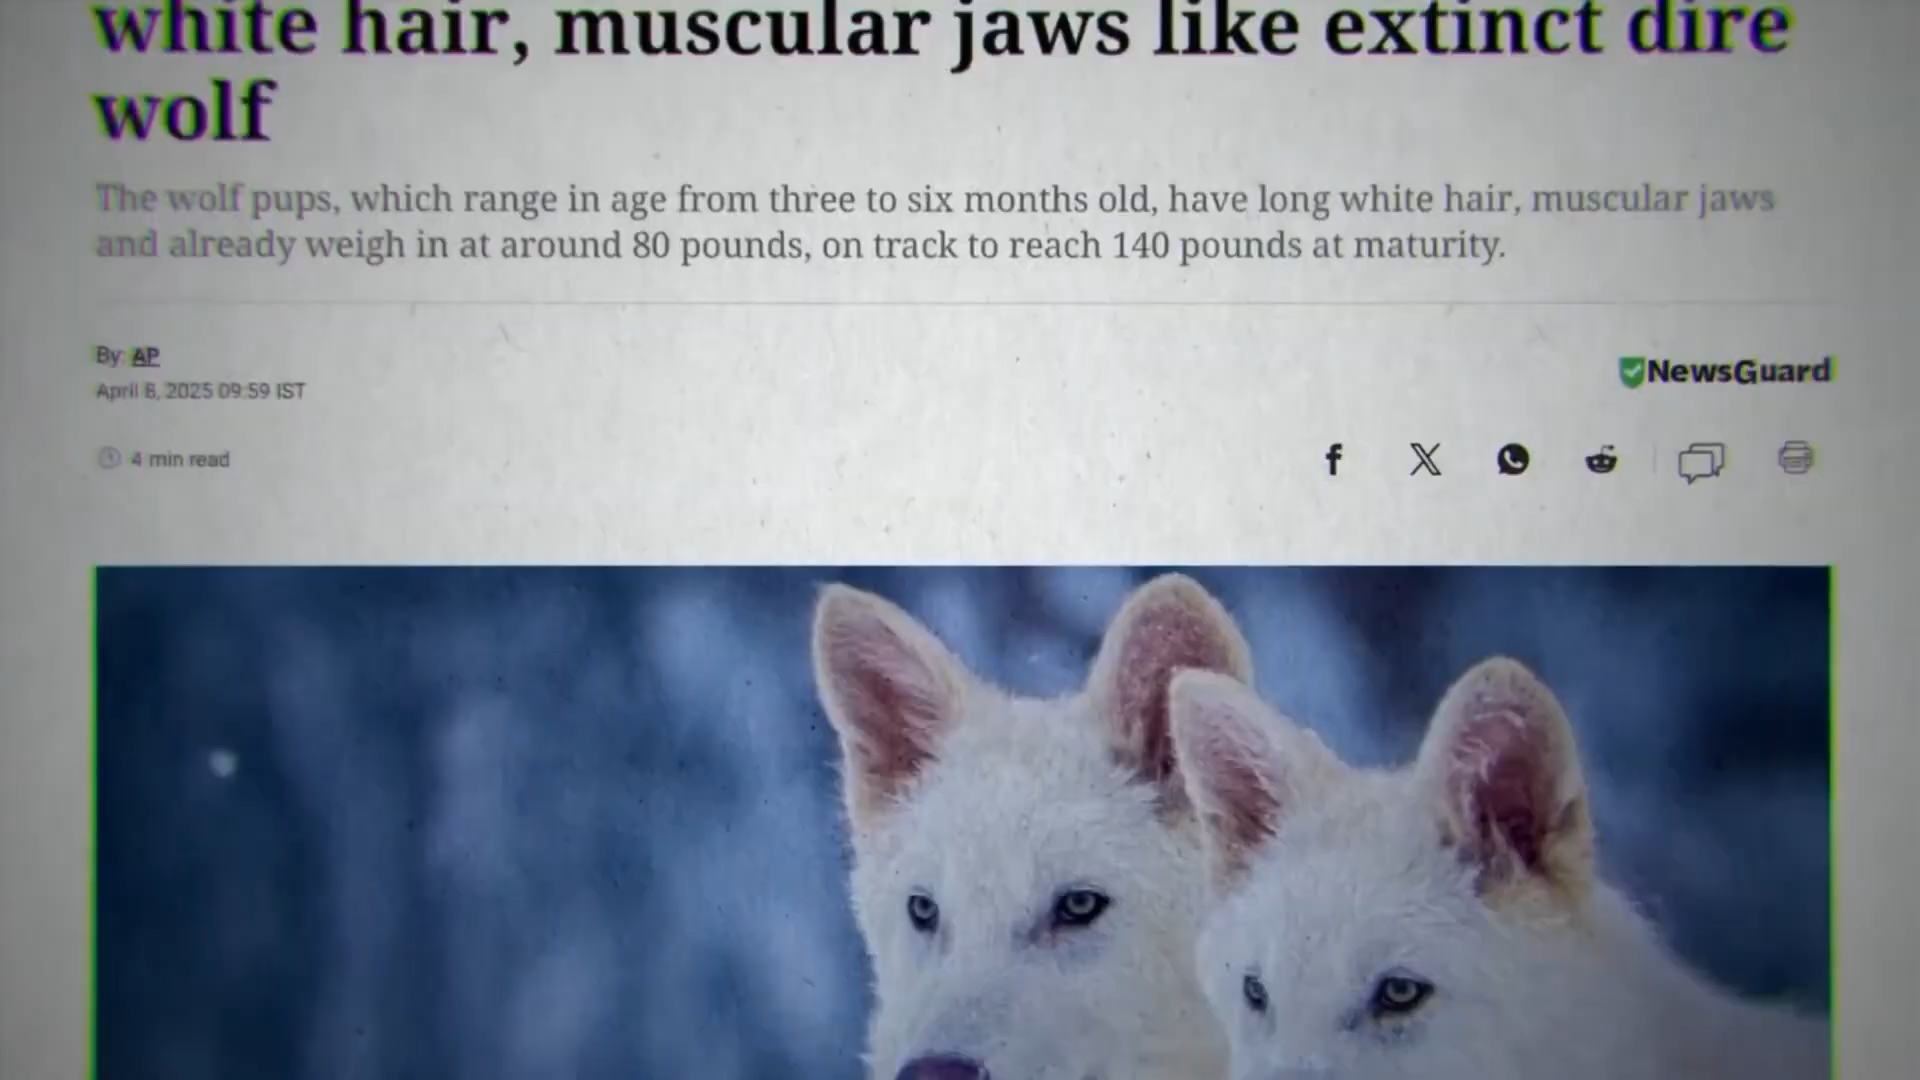 white hair, muscular jaws like extinct dire
wolf
The wolf pups, which range in age from three to six months old, have long white hair, muscular jaws
and already weigh in at around 80 pounds, on track to reach 140 pounds at maturity.
By: AP
NewsGuard
April 8, 2025 09:59 IST
4 min read